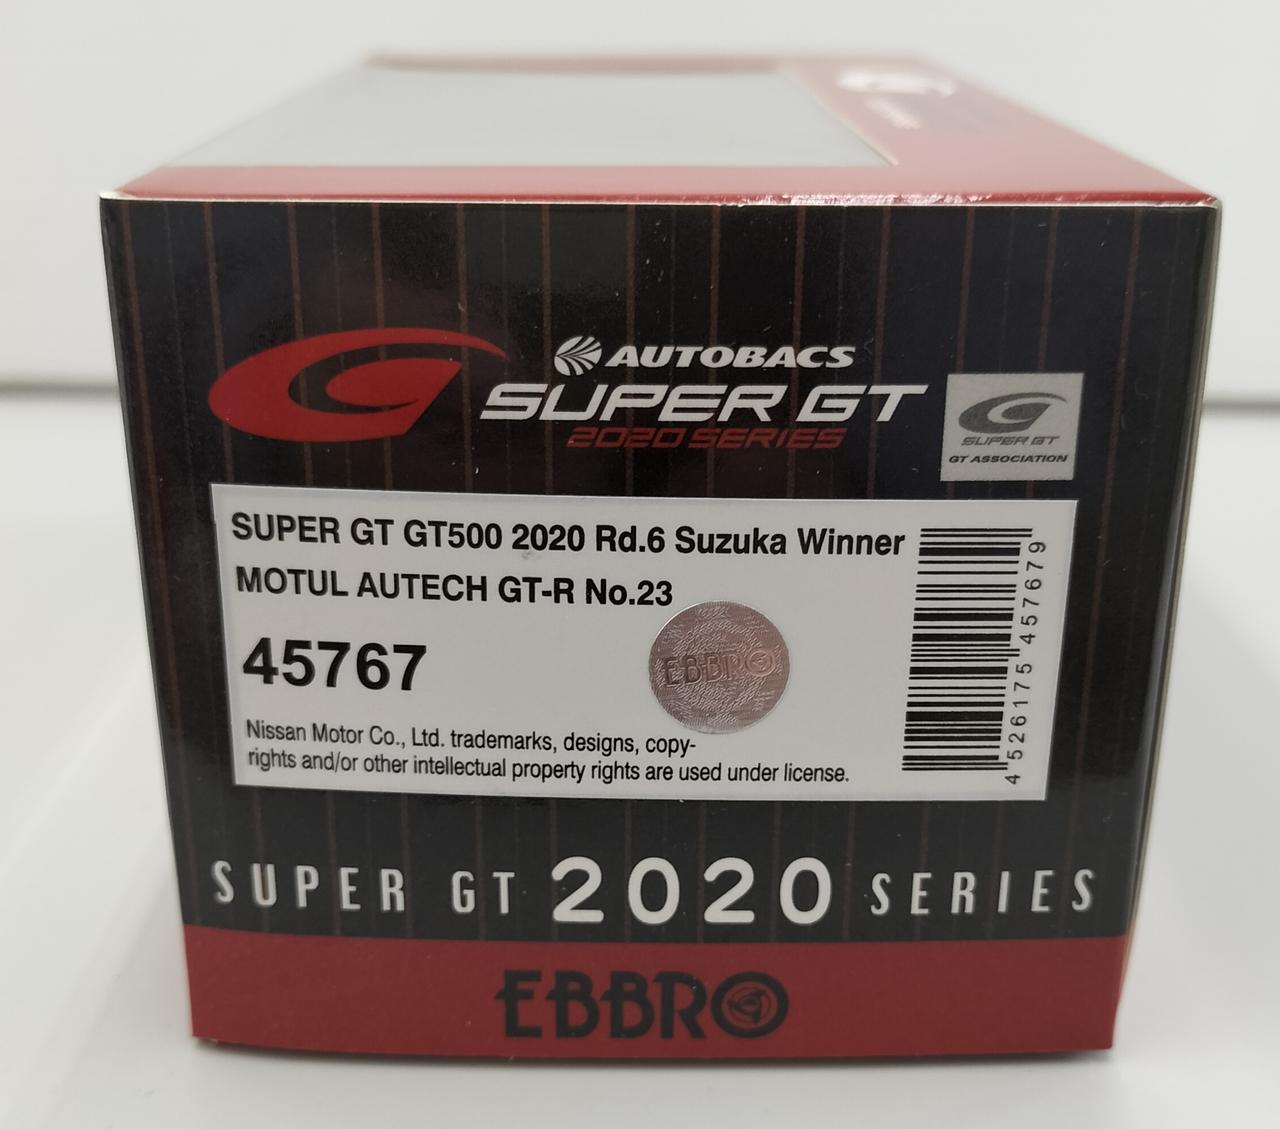 AUTOBACS
SUPER GT
2020 SERIES
SUPER GT
GT ASSOCIATION
SUPER GT GT500 2020 Rd.6 Suzuka Winner
MOTUL AUTECH GT-R No.23
45767
EBBRO
Nissan Motor Co., Ltd. trademarks, designs, copy-
rights and/or other intellectual property rights are used under license.
4 526175 457679
SUPER GT 2020 SERIES
EBBRO